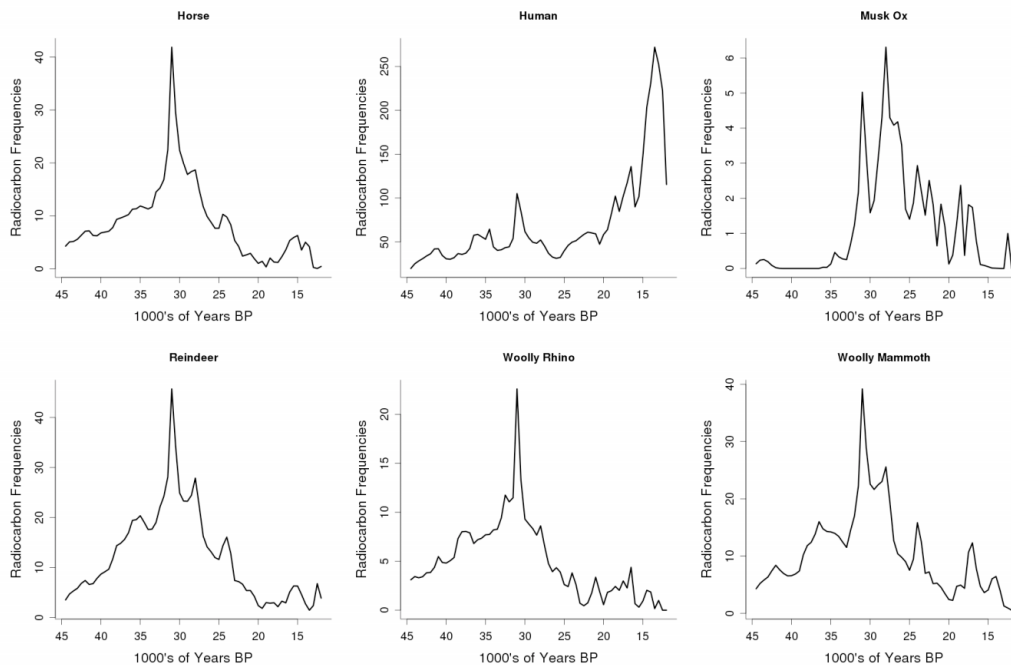 Horse
Radiocarbon Frequencies
0
10
20
30
40
45 40 35 30 25 20 15
1000's of Years BP
Human
Radiocarbon Frequencies
50
100
150
200
250
45 40 35 30 25 20 15
1000's of Years BP
Musk Ox
Radiocarbon Frequencies
0
1
2
3
4
5
6
45 40 35 30 25 20 15
1000's of Years BP
Reindeer
Radiocarbon Frequencies
0
10
20
30
40
45 40 35 30 25 20 15
1000's of Years BP
Woolly Rhino
Radiocarbon Frequencies
0
5
10
15
20
45 40 35 30 25 20 15
1000's of Years BP
Woolly Mammoth
Radiocarbon Frequencies
0
10
20
30
40
45 40 35 30 25 20 15
1000's of Years BP